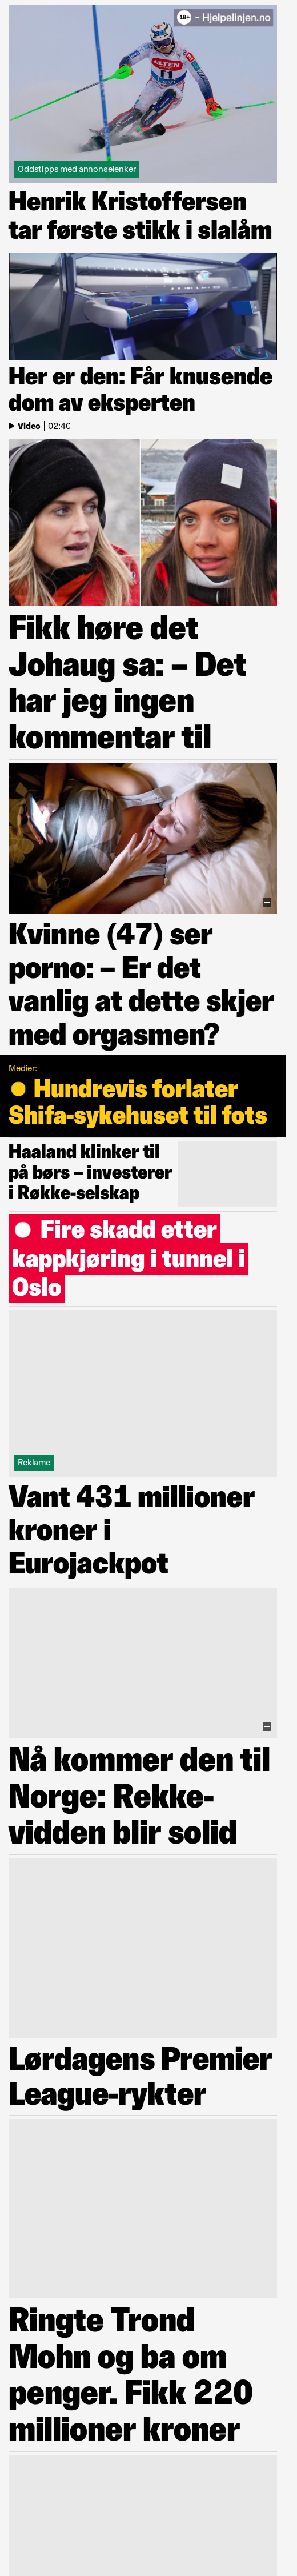 18+ - Hjelpelinjen.no
Oddstipps med annonselenker
Henrik Kristoffersen
tar første stikk i slalåm
Her er den: Får knusende
dom av eksperten
Video | 02:40
Fikk høre det
Johaug sa: – Det
har jeg ingen
kommentar til
Kvinne (47) ser
porno: – Er det
vanlig at dette skjer
med orgasmen?
Medier:
Hundrevis forlater
Shifa-sykehuset til fots
Haaland klinker til
på børs – investerer
i Røkke-selskap
Fire skadd etter
kappkjøring i tunnel i
Oslo
Reklame
Vant 431 millioner
kroner i
Eurojackpot
Nå kommer den til
Norge: Rekke-
vidden blir solid
Lørdagens Premier
League-rykter
Ringte Trond
Mohn og ba om
penger. Fikk 220
millioner kroner